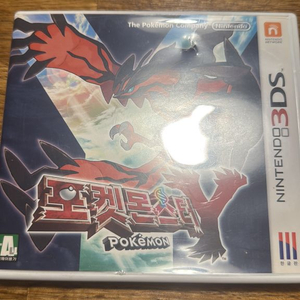 The Pokémon Company Nintendo
NINTENDO 3DS
포켓몬스터 Y
POKéMON